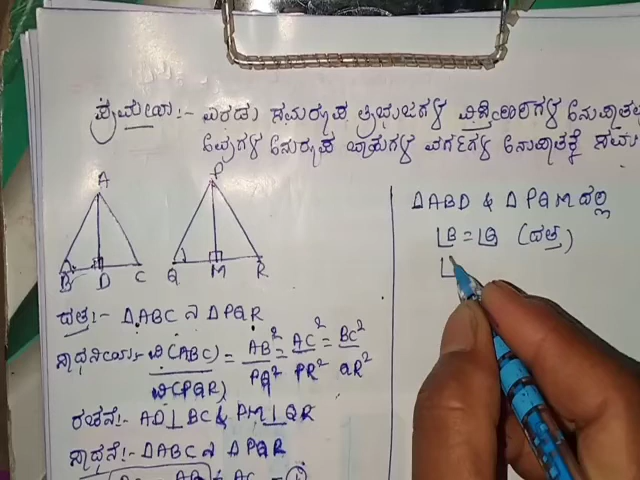 ಪ್ರಮೇಯ :- ಎರಡು ಸಮರೂಪ ತ್ರಿಭುಜಗಳ ವಿಸ್ತೀರ್ಣಗಳ ಅನುಪಾತವು
ಅವುಗಳ ಅನುರೂಪ ಬಾಹುಗಳ ವರ್ಗಗಳ ಅನುಪಾತಕ್ಕೆ ಸಮ
A
B D C
P
Q M R
ದತ್ತ :- ΔABC ~ ΔPQR
ಸಾಧನೀಯ :- ವಿ(ABC) / ವಿ(PQR) = AB² / PQ² = AC² / PR² = BC² / QR²
ರಚನೆ :- AD⊥BC & PM⊥QR
ಸಾಧನೆ :- ΔABC ~ ΔPQR
ΔABD & ΔPQM ದಲ್ಲಿ
∠B = ∠Q (ದತ್ತ)